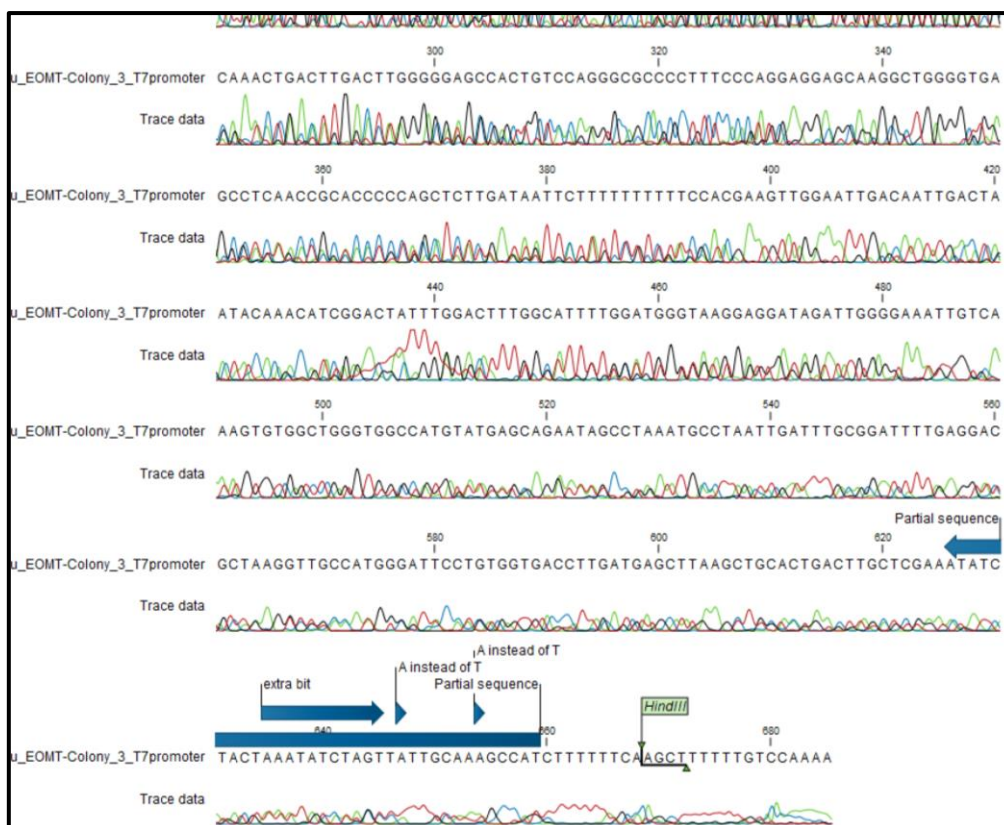 300 320 340
u_EOMT-Colony_3_T7promoter CAAACTGACTTGACTTGGGGGAGCCACTGTCCAGGGCGCCCCTTTCCCAGGAGGAGCAAGGCTGGGGTGA
Trace data
360 380 400 420
u_EOMT-Colony_3_T7promoter GCCTCAACCGCACCCCCAGCTCTTGATAATTCTTTTTTTTTTCCACGAAGTTGGAATTGACAATTGACTA
Trace data
440 460 480
u_EOMT-Colony_3_T7promoter ATACAAACATCGGACTATTTGGACTTTGGCATTTTGGATGGGTAAGGAGGATAGATTGGGGAAATTGTCA
Trace data
500 520 540 560
u_EOMT-Colony_3_T7promoter AAGTGTGGCTGGGTGGCCATGTATGAGCAGAATAGCCTAAATGCCTAATTGATTTGCGGATTTTGAGGAC
Trace data
Partial sequence
580 600 620
u_EOMT-Colony_3_T7promoter GCTAAGGTTGCCATGGGATTCCTGTGGTGACCTTGATGAGCTTAAGCTGCACTGACTTGCTCGAAATATC
Trace data
A instead of T
A instead of T
extra bit Partial sequence
HindIII
640 660 680
u_EOMT-Colony_3_T7promoter TACTAAATATCTAGTTATTGCAAAGCCATCTTTTTTCAAGCTTTTTTGTCCAAAA
Trace data